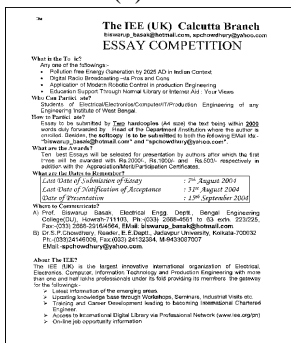 The IEE (UK) Calcutta Branch
biswarup_basak@hotmail.com, spchowdhury@yahoo.com
ESSAY COMPETITION
What is the To ic?
Any one of the followings:-
Pollution free Energy Generation by 2025 AD in Indian Context
Digital Radio Broadcasting –its Pros and Cons
Application of Modern Robotic Control in production Engineering
Education Support Through Normal Library or Internet Aid : Your Views
Who Can Partici ate?
Students of Electrical/Electronics/Computer/IT/Production Engineering of any
Engineering Institute of West Bengal.
How to Partici ate?
Essay to be submitted by Two hardcopies (A4 size) the text being within 2000
words duly forwarded by Head of the Department /Institution where the author is
enrolled. Besides, the softcopy is to be submitted to both the following EMail Ids-
"biswarup_basak@hotmail.com" and "spchowdhury@yahoo.com".
What are the Awards?
Ten best Essays will be selected for presentation by authors after which the first
three will be awarded with Rs.2000/-, Rs.1000/- and Rs.500/- respectively in
addition with the Appreciation/Merit/Participation Certificates.
What are the Dates to Remember?
Last Date of Submission of Essay : 7th August 2004
Last Date of Notification of Acceptance : 31st August 2004
Date of Presentation : 15th September 2004
Where to Communicate?
A) Prof. Biswarup Basak, Electrical Engg. Deptt., Bengal Engineering
College(DU), Howrah-711103, Ph:-(033) 2668-4561 to 63 extn.
Fax:-(033) 2668-2916/4564, EMail: biswarup_basak@hotmail.com.
B) Dr S.P.Chowdhury, Reader, E.E.Deptt., Jadavpur University, Kolkata-700032
EMail:-spchowdhury@yahoo.com.
About The IEE?
The IEE (UK) is the largest innovative international organization of Electrical,
Electronics, Computer, Information Technology and Production Engineering with more
than one and half lakhs professionals under its fold providing its members the gateway
for the followings:-
Latest information of the emerging areas.
Updating knowledge base through Workshops, Seminars, Industrial Visits etc.
Training and Career Development leading to becoming International Chartered
Engineer.
Access to International Digital Library via Professional Network (www.iee.org/pn)
On-line job opportunity information